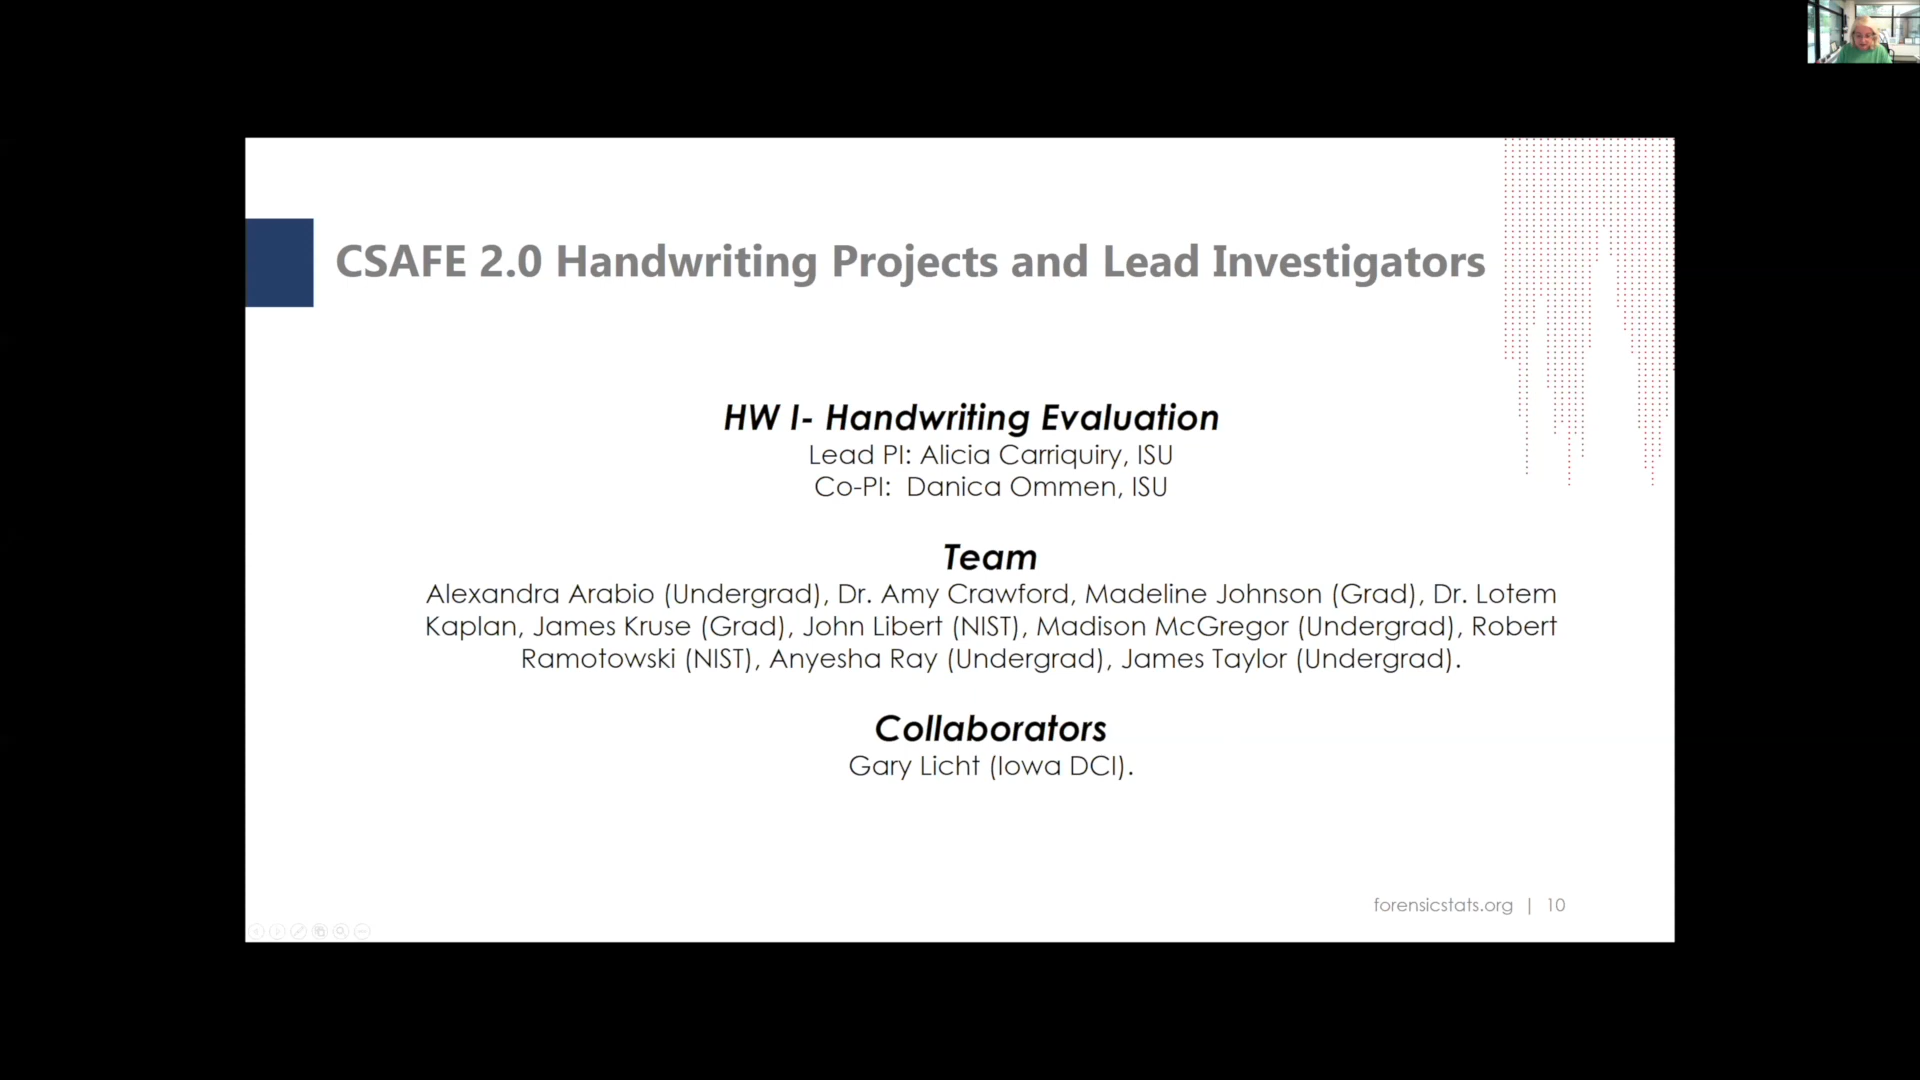 CSAFE 2.0 Handwriting Projects and Lead Investigators
HW I- Handwriting Evaluation
Lead PI: Alicia Carriquiry, ISU
Co-PI: Danica Ommen, ISU
Team
Alexandra Arabio (Undergrad), Dr. Amy Crawford, Madeline Johnson (Grad), Dr. Lotem
Kaplan, James Kruse (Grad), John Libert (NIST), Madison McGregor (Undergrad), Robert
Ramotowski (NIST), Anyesha Ray (Undergrad), James Taylor (Undergrad).
Collaborators
Gary Licht (Iowa DCI).
forensicstats.org | 10